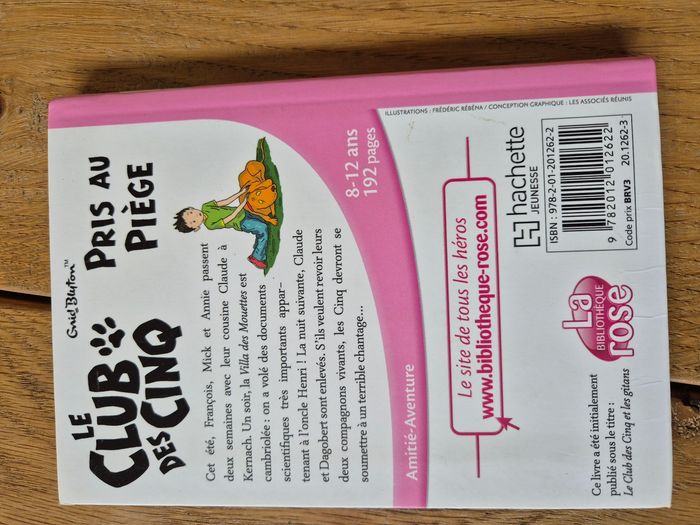 Enid Blyton™
LE
CLUB
DES CINQ
PRIS AU
PIÈGE
Cet été, François, Mick et Annie passent
deux semaines avec leur cousine Claude à
Kernach. Un soir, la Villa des Mouettes est
cambriolée : on a volé des documents
scientifiques très importants appar-
tenant à l'oncle Henri ! La nuit suivante, Claude
et Dagobert sont enlevés. S'ils veulent revoir leurs
deux compagnons vivants, les Cinq devront se
soumettre à un terrible chantage...
8-12 ans
192 pages
Amitié-Aventure
ILLUSTRATIONS : FRÉDÉRIC RÉBÉNA / CONCEPTION GRAPHIQUE : LES ASSOCIÉS RÉUNIS
Le site de tous les héros
www.bibliotheque-rose.com
hachette
JEUNESSE
ISBN : 978-2-01-201262-2
9 782012 012622
Code prix BRV3 20.1262-3
La
BIBLIOTHÈQUE
rose
Ce livre a été initialement
publié sous le titre :
Le Club des Cinq et les gitans